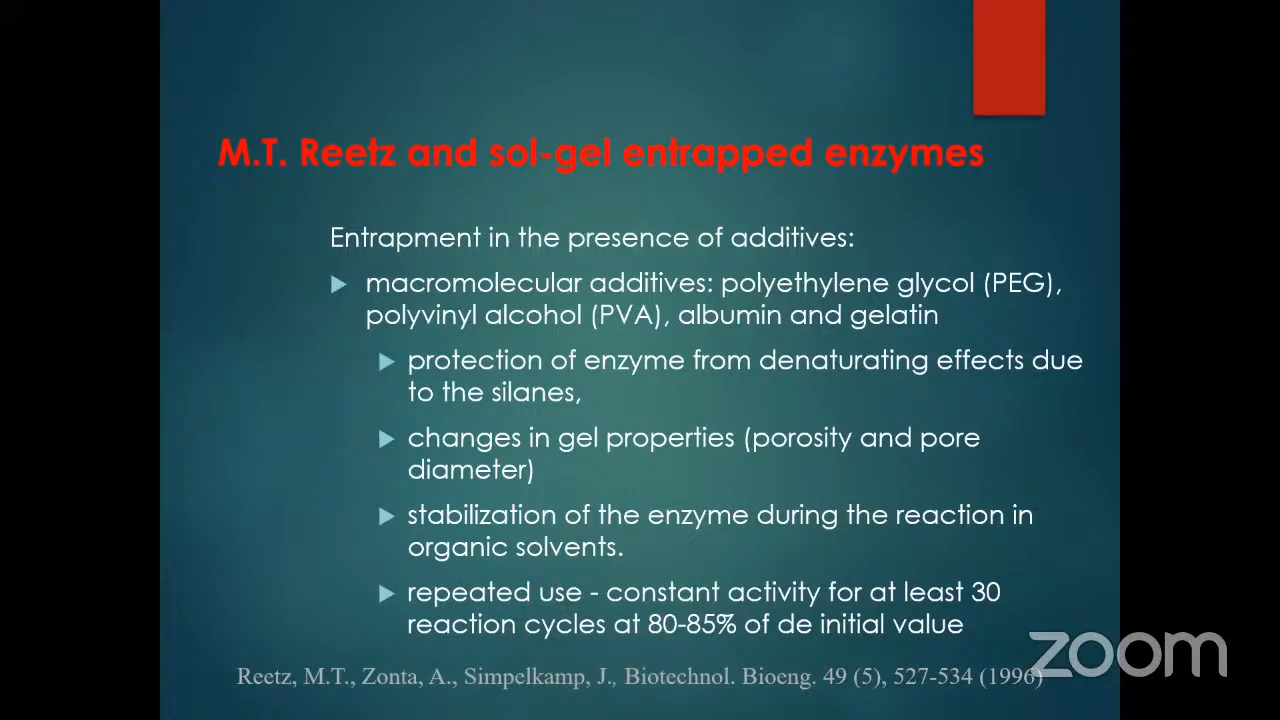 M.T. Reetz and sol-gel entrapped enzymes
Entrapment in the presence of additives:
macromolecular additives: polyethylene glycol (PEG),
polyvinyl alcohol (PVA), albumin and gelatin
protection of enzyme from denaturating effects due
to the silanes,
changes in gel properties (porosity and pore
diameter)
stabilization of the enzyme during the reaction in
organic solvents.
repeated use - constant activity for at least 30
reaction cycles at 80-85% of de initial value
Reetz, M.T., Zonta, A., Simpelkamp, J., Biotechnol. Bioeng. 49 (5), 527-534 (1996)
zoom